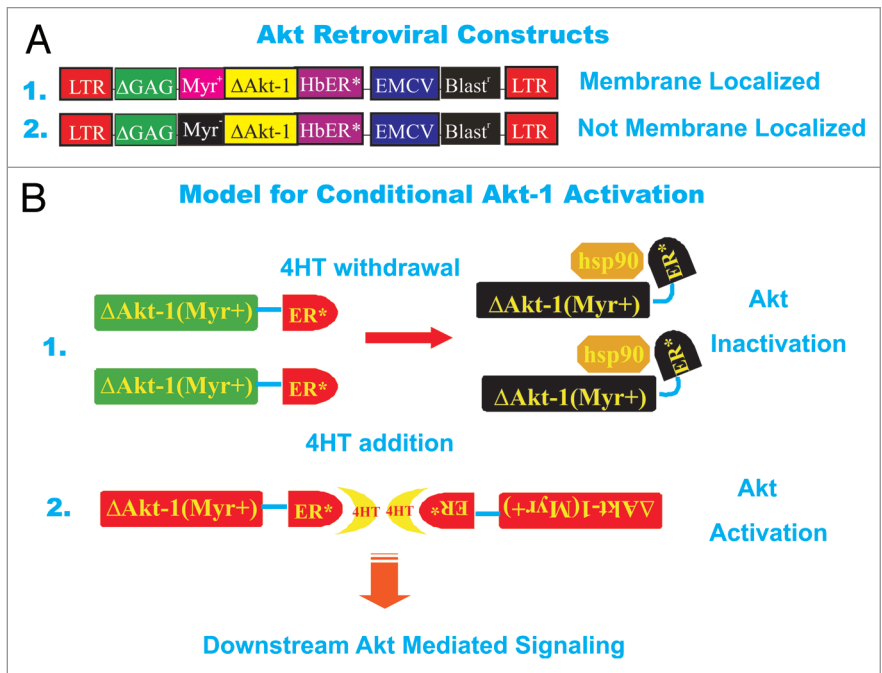 A
Akt Retroviral Constructs
1. LTR ΔGAG Myr⁺ ΔAkt-1 HbER* EMCV Blastʳ LTR Membrane Localized
2. LTR ΔGAG Myr⁻ ΔAkt-1 HbER* EMCV Blastʳ LTR Not Membrane Localized
B
Model for Conditional Akt-1 Activation
1.
4HT withdrawal
ΔAkt-1(Myr+) ER*
ΔAkt-1(Myr+) ER*
hsp90 ER*
ΔAkt-1(Myr+)
hsp90 ER*
ΔAkt-1(Myr+)
Akt
Inactivation
4HT addition
2. ΔAkt-1(Myr+) ER* 4HT 4HT ER* ΔAkt-1(Myr+)
Akt
Activation
Downstream Akt Mediated Signaling